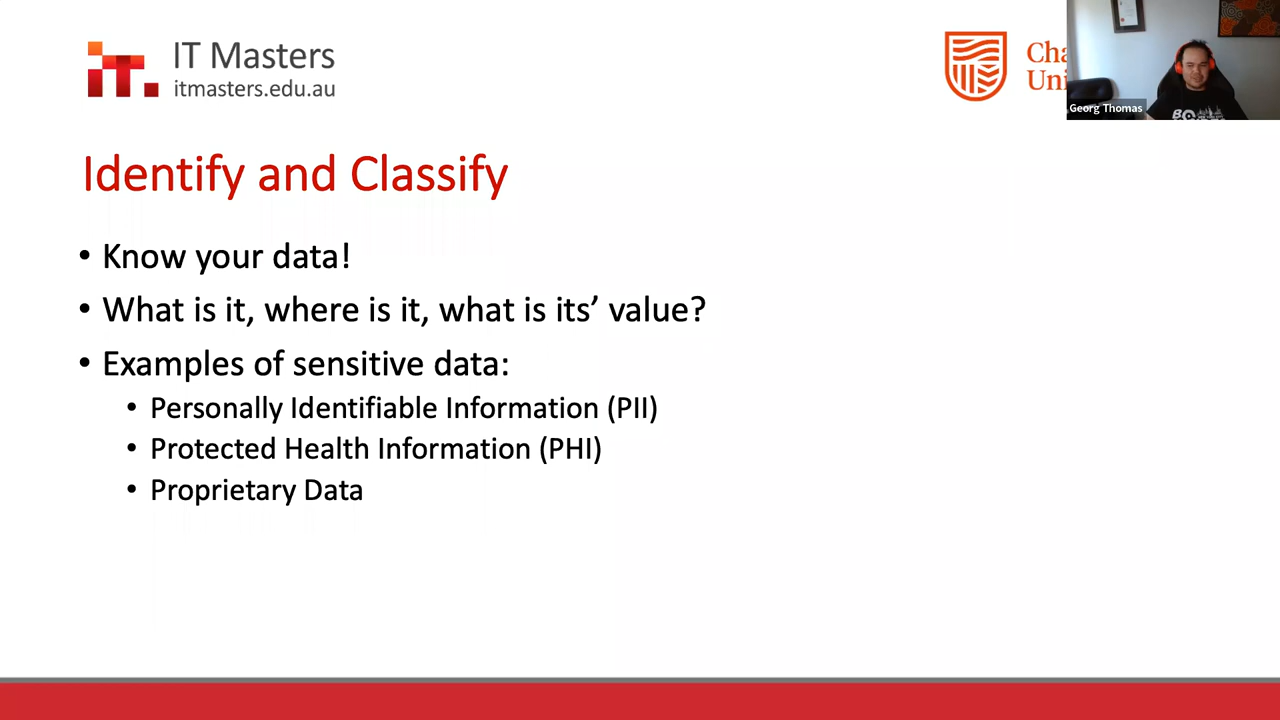 IT Masters
itmasters.edu.au
Georg Thomas
Identify and Classify
• Know your data!
• What is it, where is it, what is its’ value?
• Examples of sensitive data:
• Personally Identifiable Information (PII)
• Protected Health Information (PHI)
• Proprietary Data